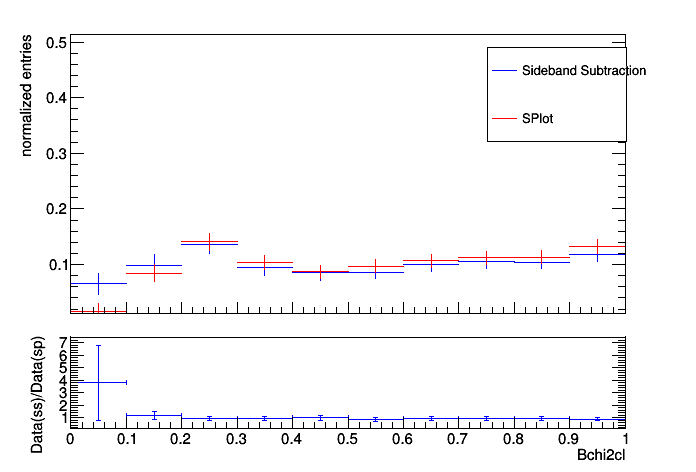 normalized entries
0.5
0.4
0.3
0.2
0.1
Sideband Subtraction
SPlot
Data(ss)/Data(sp)
7
6
5
4
3
2
1
0 0.1 0.2 0.3 0.4 0.5 0.6 0.7 0.8 0.9 1
Bchi2cl